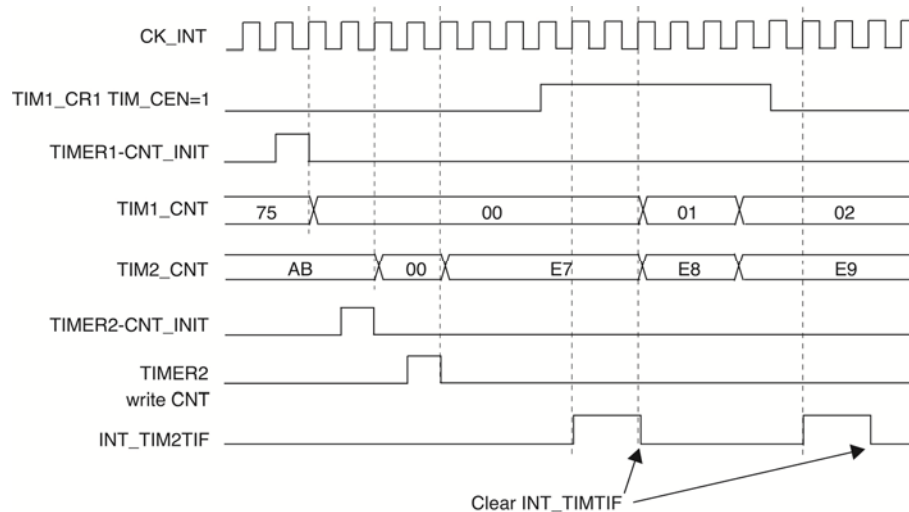 CK_INT
TIM1_CR1 TIM_CEN=1
TIMER1-CNT_INIT
TIM1_CNT
75 00 01 02
TIM2_CNT
AB 00 E7 E8 E9
TIMER2-CNT_INIT
TIMER2
write CNT
INT_TIM2TIF
Clear INT_TIMTIF